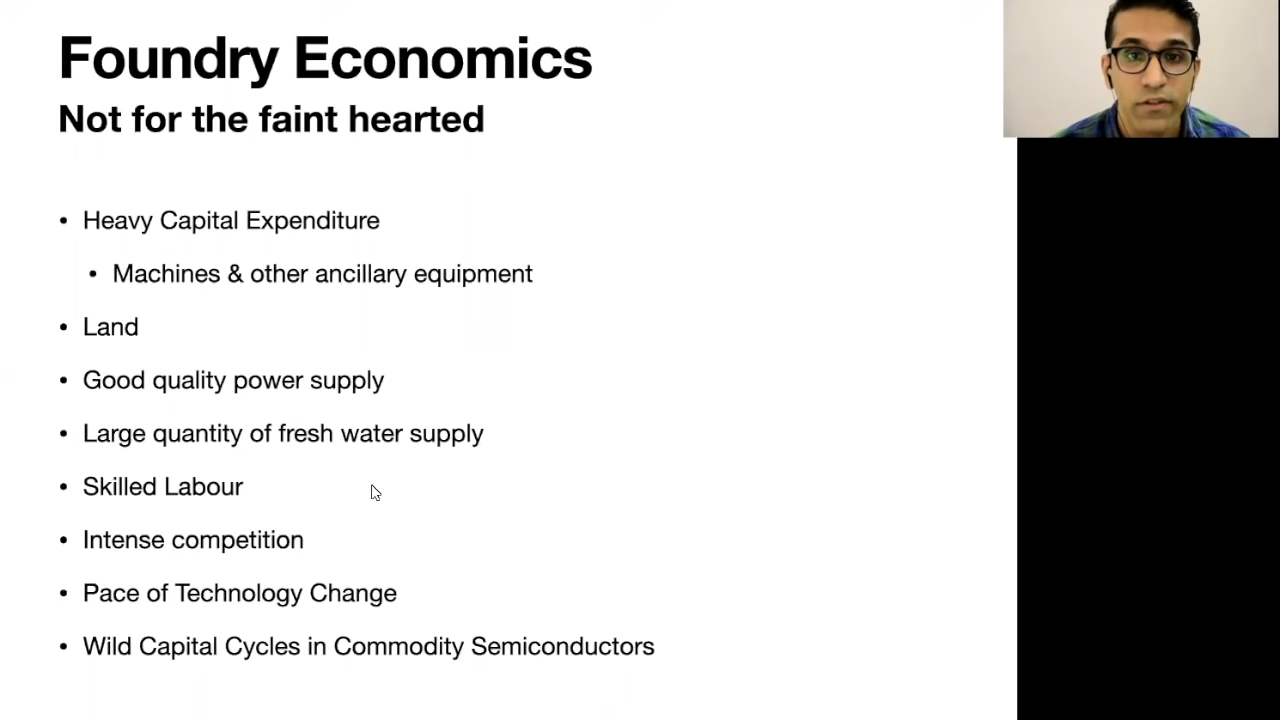 Foundry Economics
Not for the faint hearted
• Heavy Capital Expenditure
• Machines & other ancillary equipment
• Land
• Good quality power supply
• Large quantity of fresh water supply
• Skilled Labour
• Intense competition
• Pace of Technology Change
• Wild Capital Cycles in Commodity Semiconductors